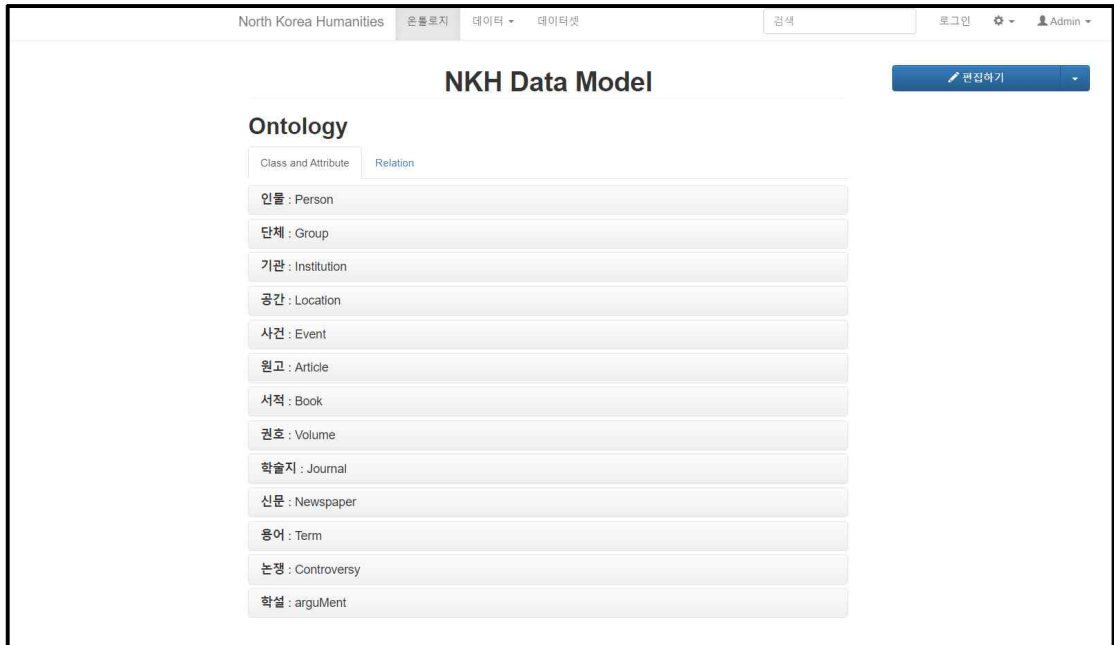 North Korea Humanities 온톨로지 데이터 데이터셋 검색 로그인 Admin
NKH Data Model
편집하기
Ontology
Class and Attribute Relation
인물 : Person
단체 : Group
기관 : Institution
공간 : Location
사건 : Event
원고 : Article
서적 : Book
권호 : Volume
학술지 : Journal
신문 : Newspaper
용어 : Term
논쟁 : Controversy
학설 : arguMent